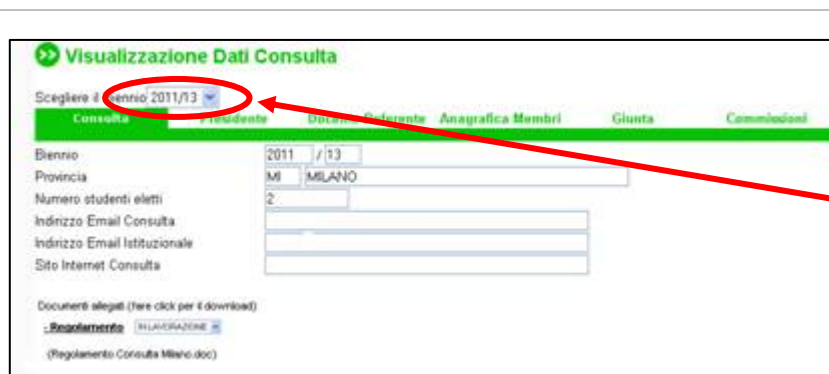 Visualizzazione Dati Consulta
Scegliere il biennio 2011/13
Consulta Presidente Docente Referente Anagrafica Membri Giunta Commissioni
Biennio 2011 / 13
Provincia MI MILANO
Numero studenti eletti 2
Indirizzo Email Consulta
Indirizzo Email Istituzionale
Sito Internet Consulta
Documenti allegati (fare click per il download)
- Regolamento IN LAVORAZIONE
(Regolamento Consulta Milano.doc)